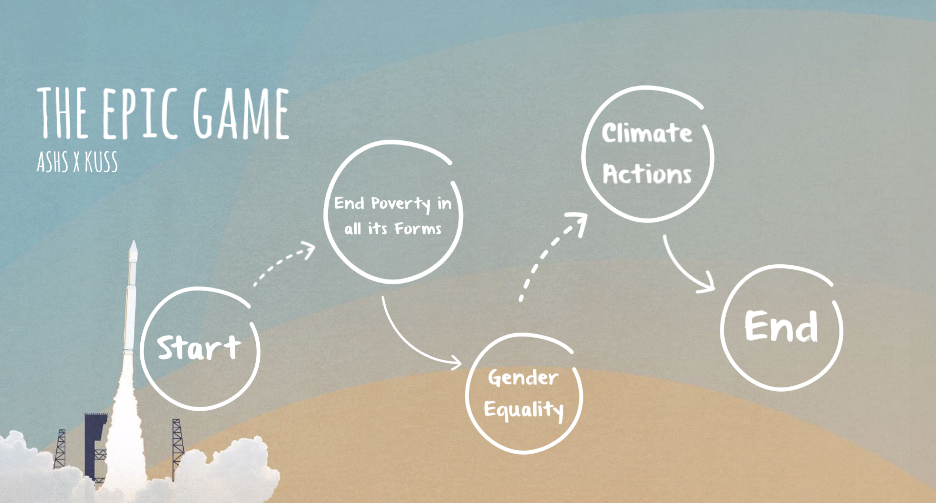 THE EPIC GAME
ASHS X KUSS
Start
End Poverty in
all its Forms
Gender
Equality
Climate
Actions
End